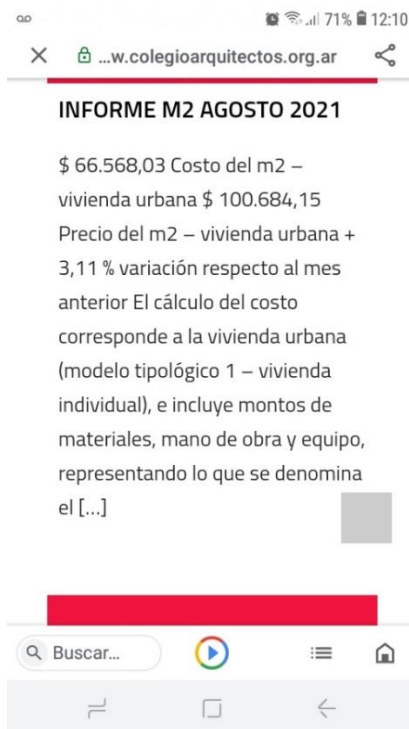 71% 12:10
...w.colegioarquitectos.org.ar
INFORME M2 AGOSTO 2021
$ 66.568,03 Costo del m2 –
vivienda urbana $ 100.684,15
Precio del m2 – vivienda urbana +
3,11 % variación respecto al mes
anterior El cálculo del costo
corresponde a la vivienda urbana
(modelo tipológico 1 – vivienda
individual), e incluye montos de
materiales, mano de obra y equipo,
representando lo que se denomina
el [...]
Buscar...